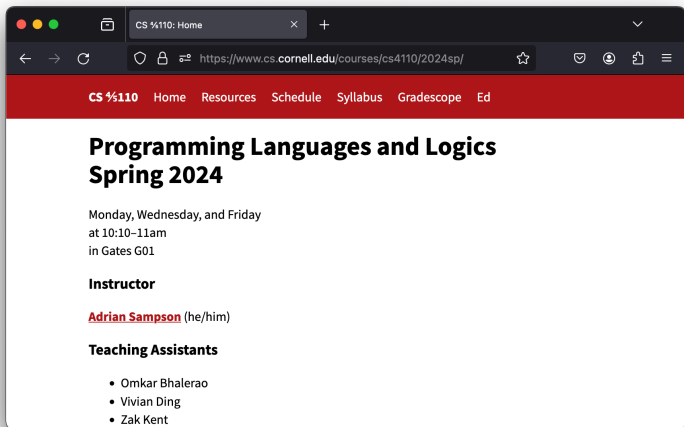 CS ⅘110: Home
https://www.cs.cornell.edu/courses/cs4110/2024sp/
CS ⅘110 Home Resources Schedule Syllabus Gradescope Ed
Programming Languages and Logics
Spring 2024
Monday, Wednesday, and Friday
at 10:10–11am
in Gates G01
Instructor
Adrian Sampson (he/him)
Teaching Assistants
• Omkar Bhalerao
• Vivian Ding
• Zak Kent